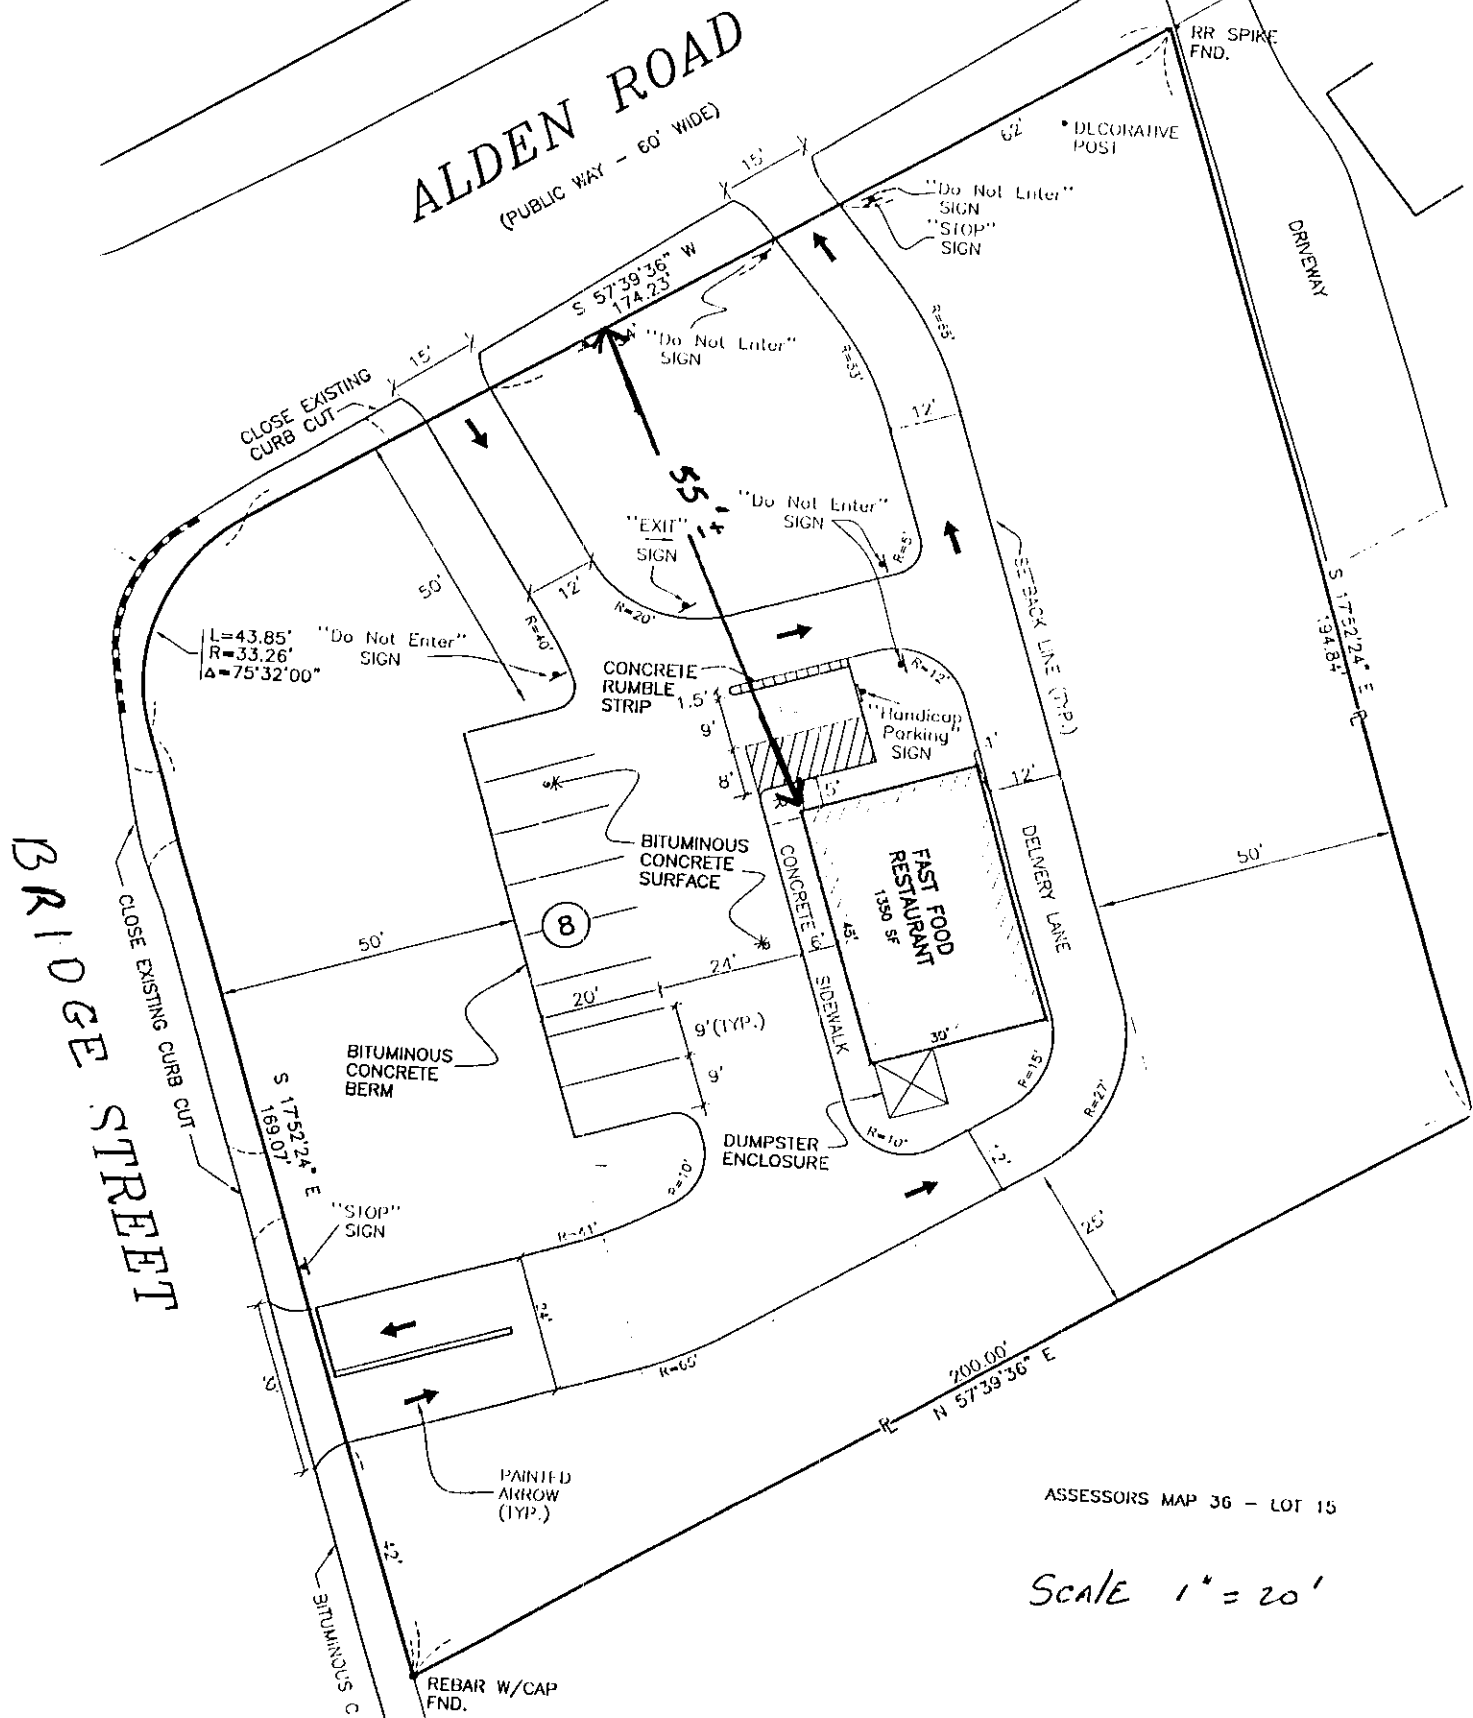 ALDEN ROAD
(PUBLIC WAY - 60' WIDE)
RR SPIKE
FND.
62'
DECORATIVE
POST
15'
"Do Not Enter"
SIGN
"STOP"
SIGN
DRIVEWAY
S 57°39'36" W
174.23'
"Do Not Enter"
SIGN
R=65'
R=53'
15'
CLOSE EXISTING
CURB CUT
12'
55'±
"Do Not Enter"
SIGN
"EXIT"
SIGN
R=5'
50'
12'
R=20'
R=40'
SETBACK LINE (TYP.)
S 17°52'24" E
194.84'
L=43.85'
R=33.26'
Δ=75°32'00"
"Do Not Enter"
SIGN
CONCRETE
RUMBLE
STRIP
1.5'
R=12'
9'
"Handicap
Parking"
SIGN
8'
5'
4'
12'
PL
BRIDGE STREET
BITUMINOUS
CONCRETE
SURFACE
CONCRETE
SIDEWALK
6'
45'
FAST FOOD
RESTAURANT
1350 SF
DELIVERY LANE
50'
CLOSE EXISTING CURB CUT
50'
8
24'
20'
9'(TYP.)
9'
30'
BITUMINOUS
CONCRETE
BERM
R=15'
R=27'
S 17°52'24" E
169.07'
DUMPSTER
ENCLOSURE
R=10'
12'
R=10'
"STOP"
SIGN
R=41'
25'
24'
R=65'
200.00'
N 57°39'36" E
PL
PAINTED
ARROW
(TYP.)
42'
BITUMINOUS C
REBAR W/CAP
FND.
ASSESSORS MAP 36 - LOT 15
SCALE 1" = 20'